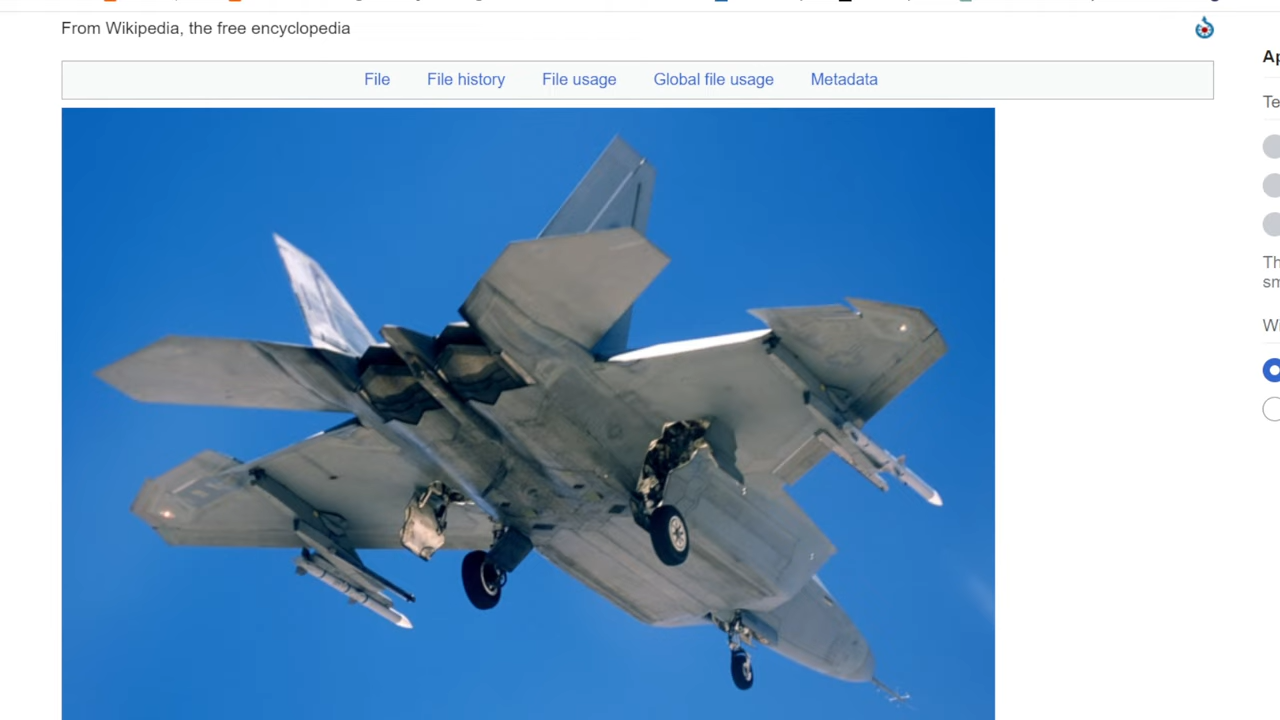 From Wikipedia, the free encyclopedia
File File history File usage Global file usage Metadata